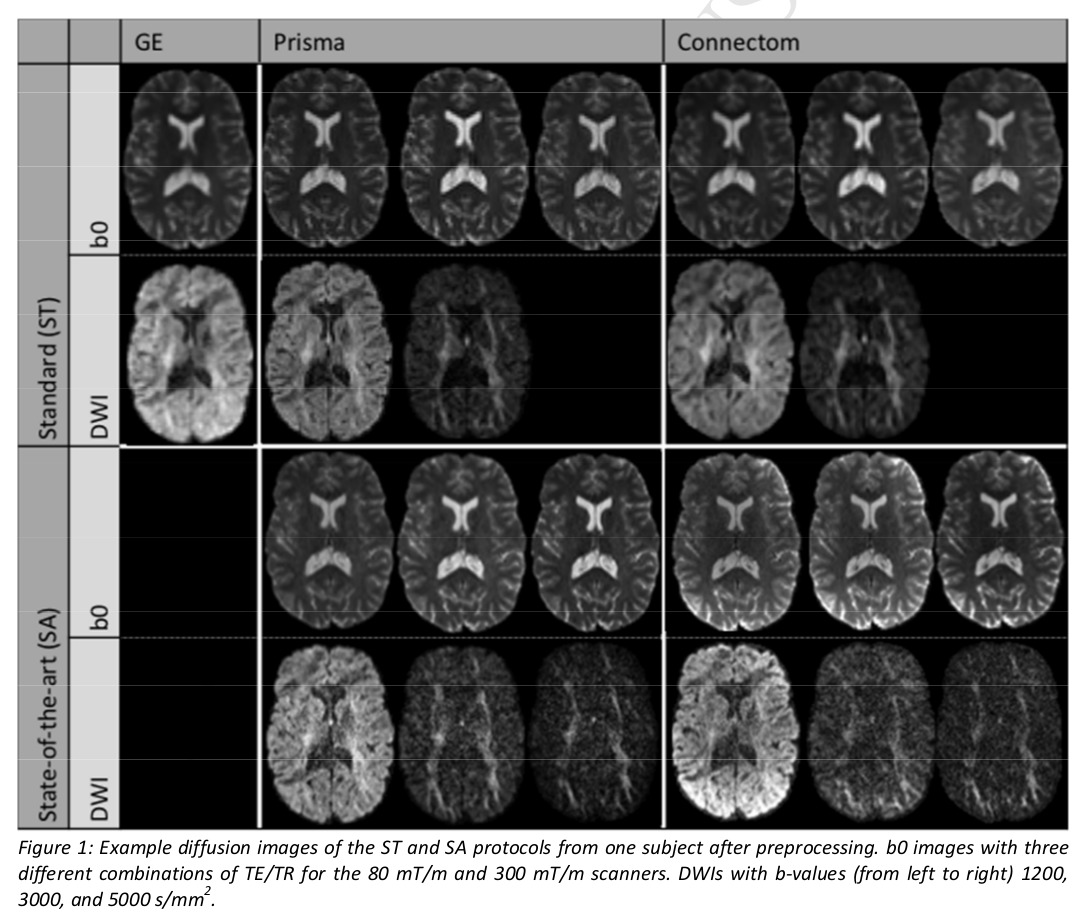 GE
Prisma
Connectom
Standard (ST)
b0
DWI
State-of-the-art (SA)
b0
DWI
Figure 1: Example diffusion images of the ST and SA protocols from one subject after preprocessing. b0 images with three
different combinations of TE/TR for the 80 mT/m and 300 mT/m scanners. DWIs with b-values (from left to right) 1200,
3000, and 5000 s/mm².